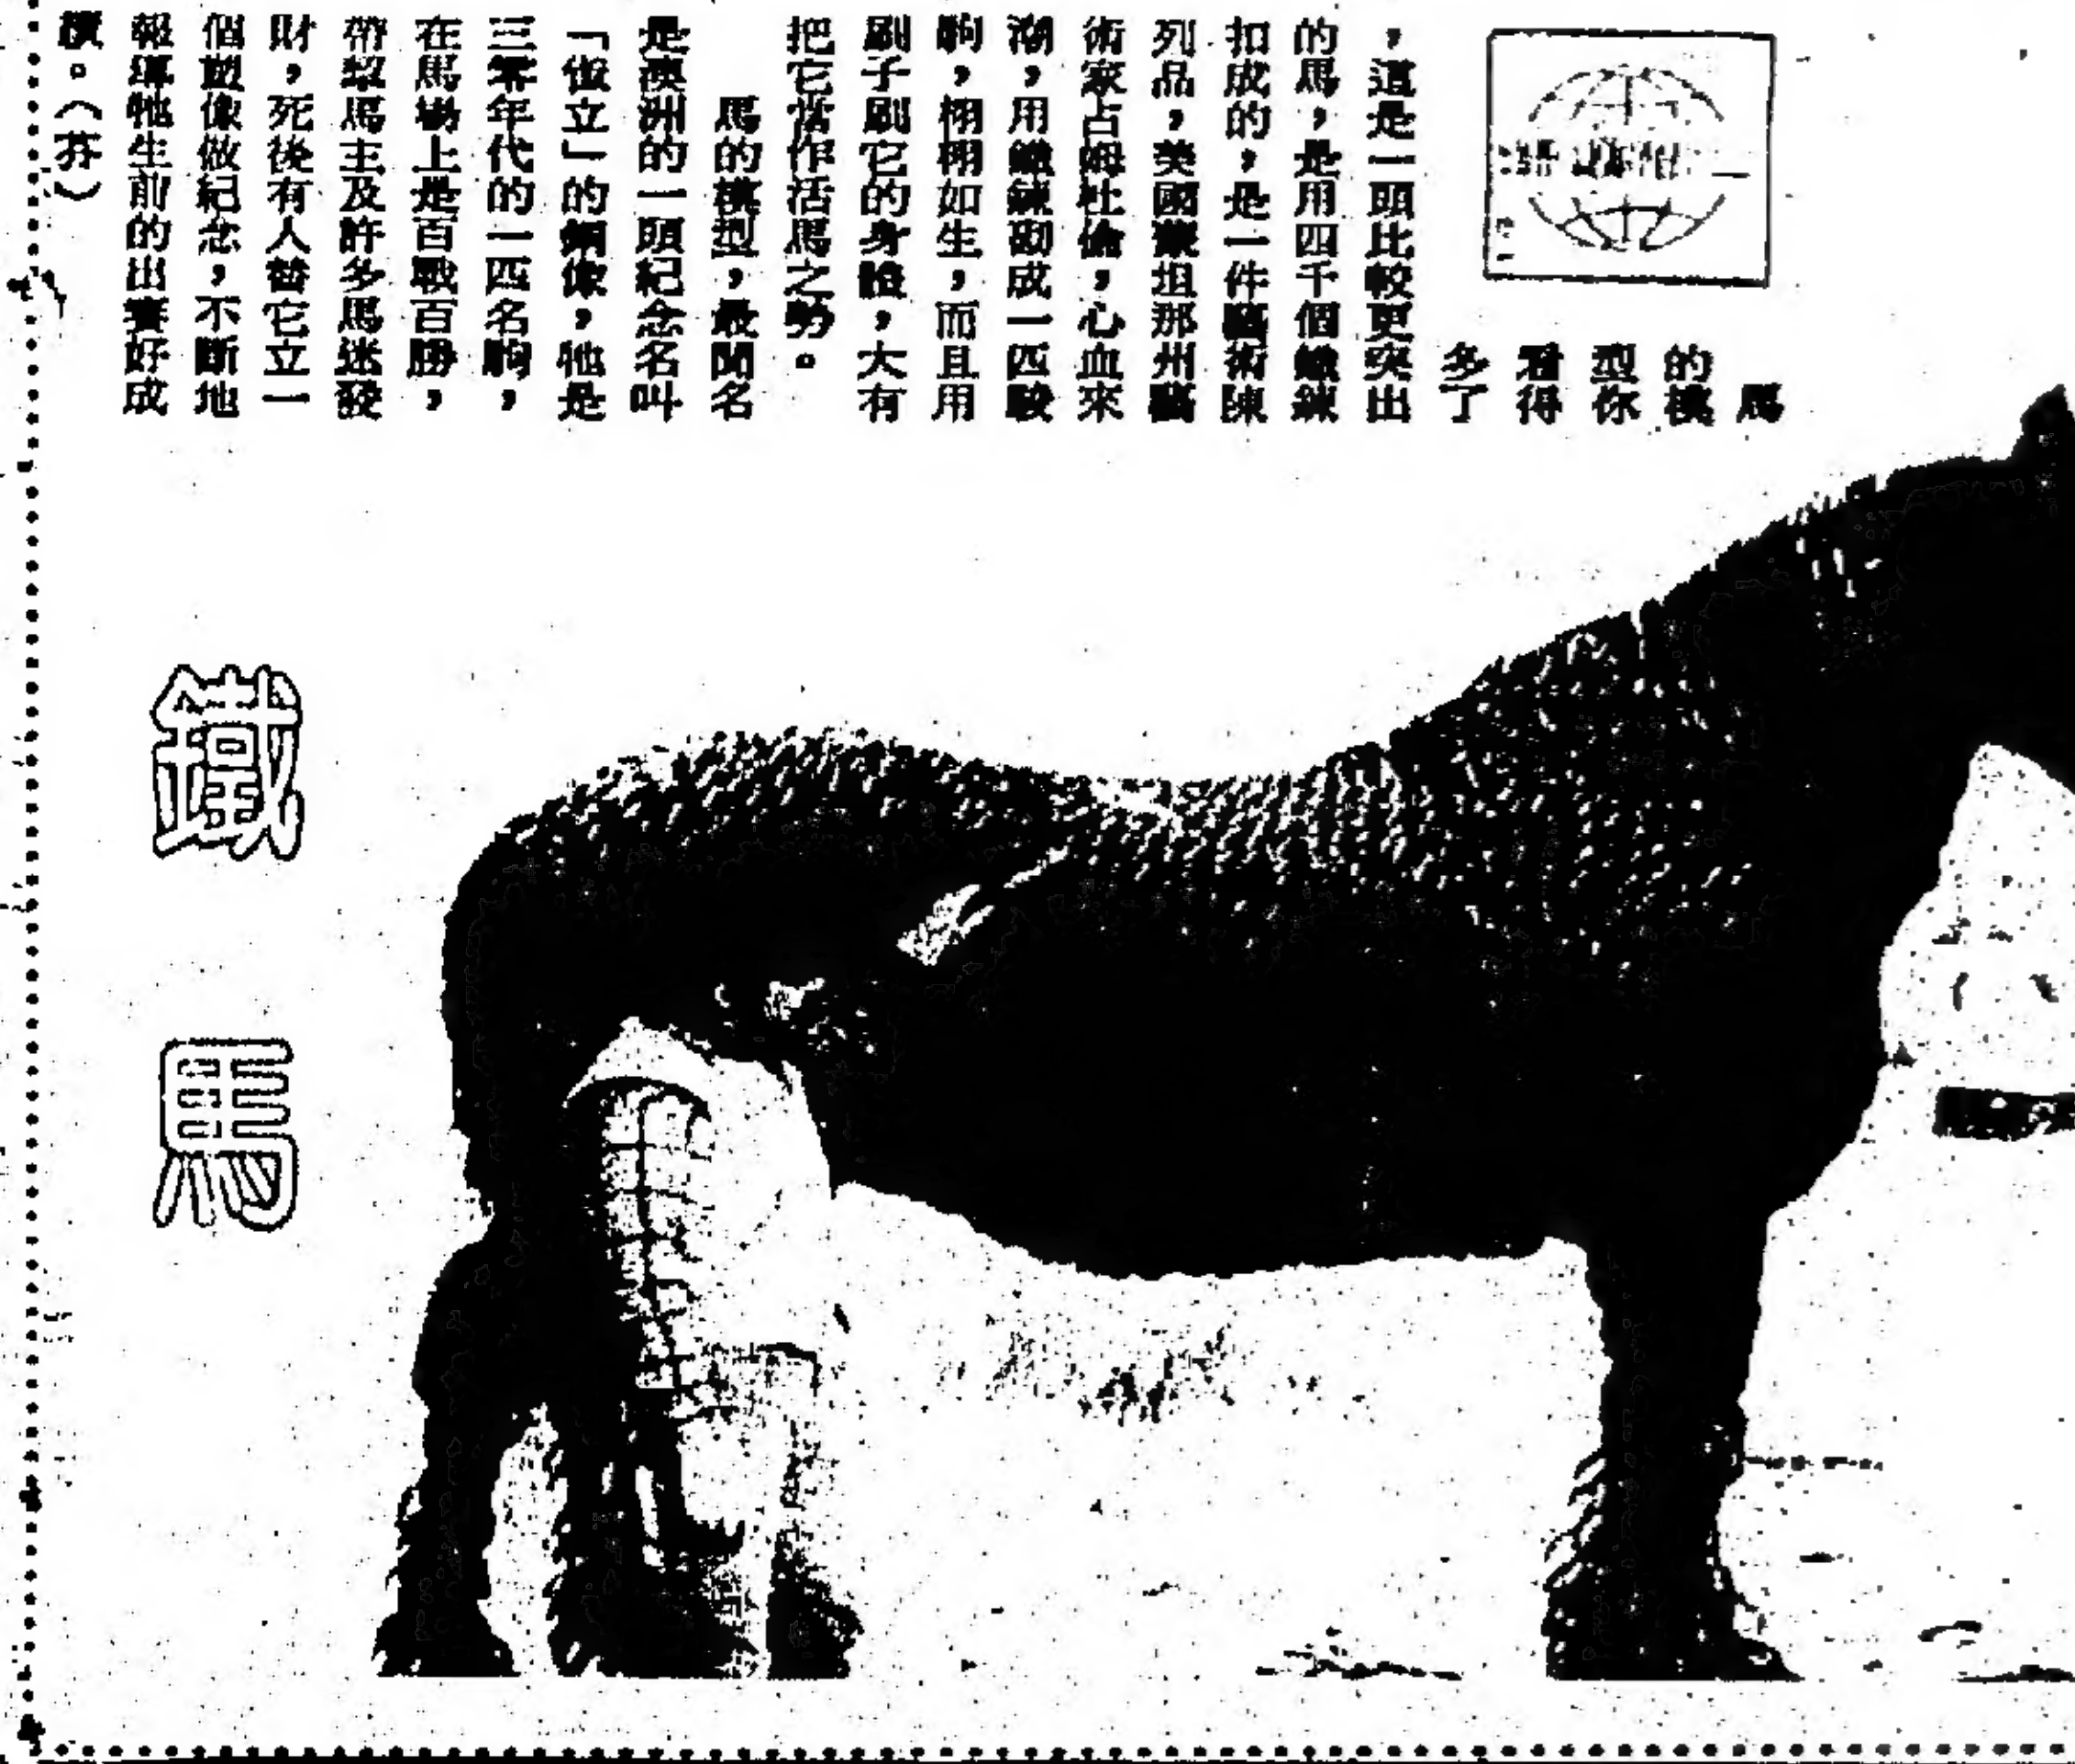 馬
的模
型你
看得
多了
，這是一頭比較更突出
的馬，是用四千個鐵鍊
扣成的，是一件藝術陳
列品，美國蒙坦那州藝
術家占姆杜倫，心血來
潮，用鐵鍊砌成一匹駿
駒，栩栩如生，而且用
刷子刷它的身體，大有
把它當作活馬之勢。
馬的模型，最聞名
是澳洲的一頭紀念名叫
「立」的銅像，牠是
三零年代的一匹名駒，
在馬場上是百戰百勝，
帶挈馬主及許多馬迷發
財，死後有人替它立一
個塑像做紀念，不斷地
報導牠生前的出賽好成
績。（芬）
鐵馬